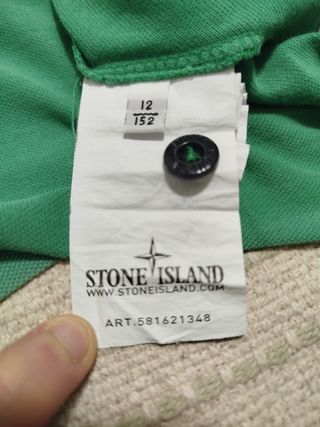 12
152
STONE ISLAND
WWW.STONEISLAND.COM
ART.581621348